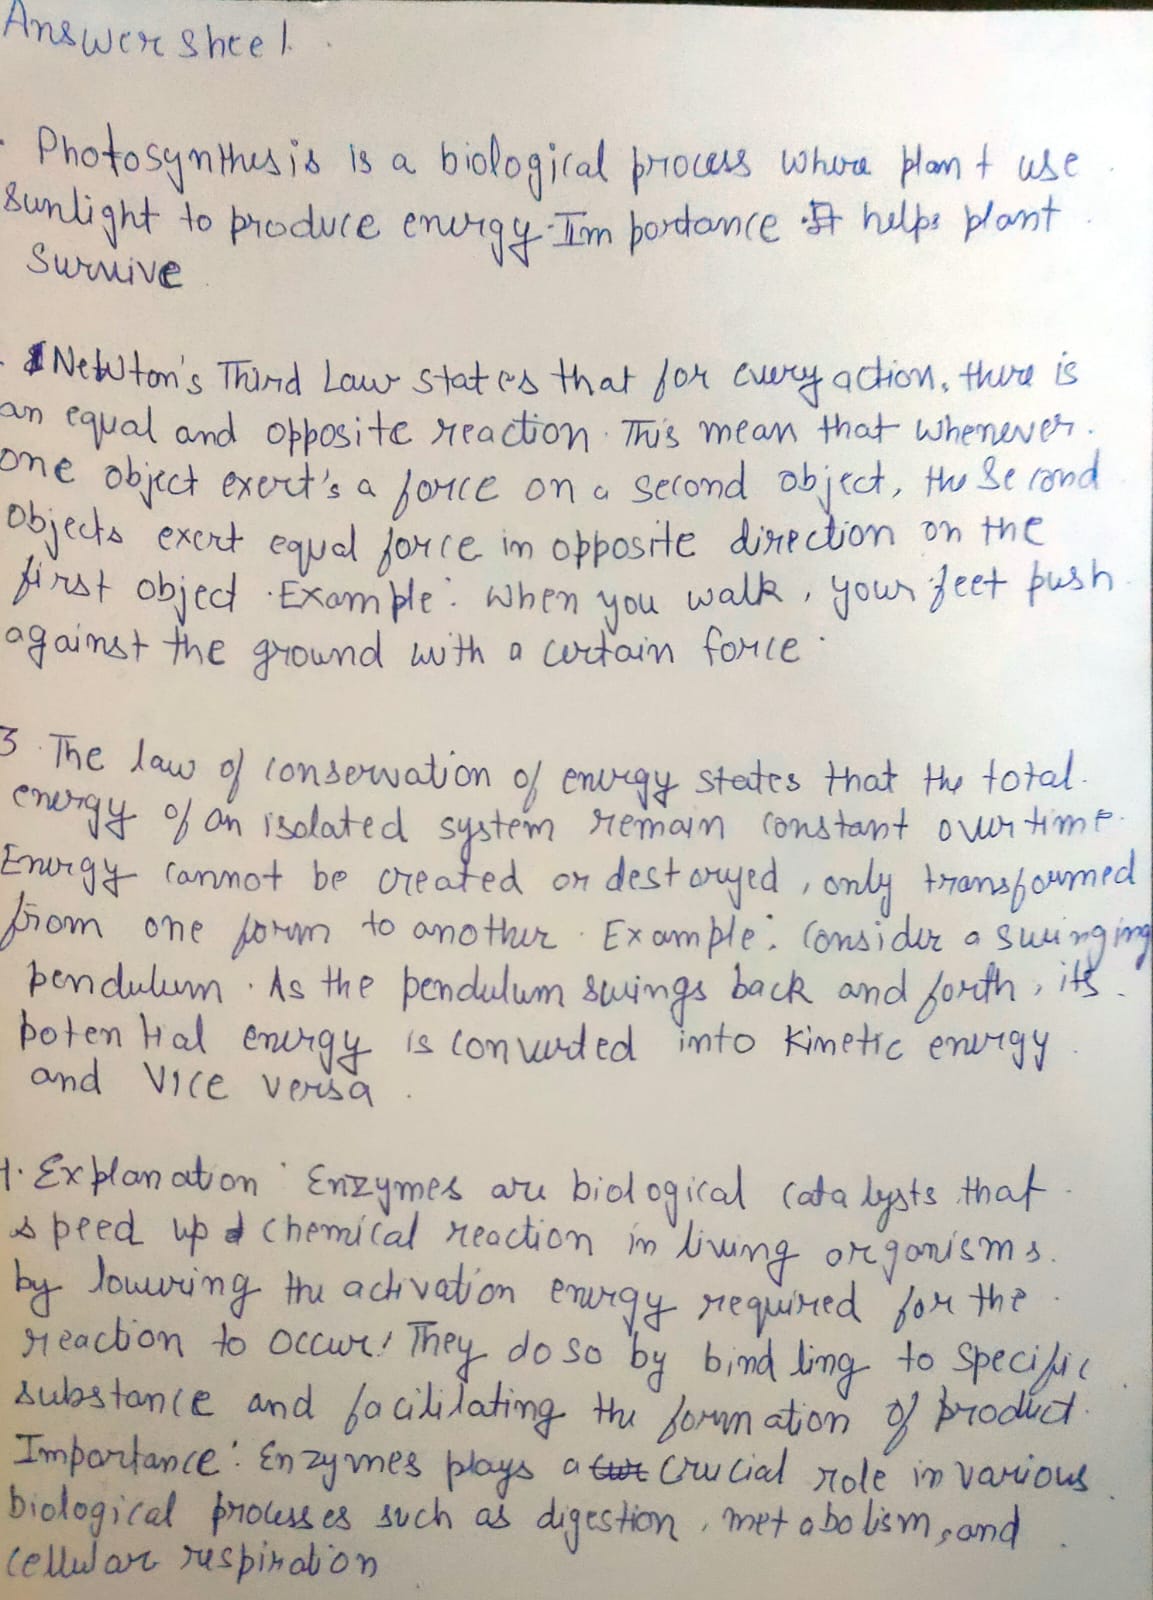 Answer sheet.
. Photosynthesis is a biological process where plant use
sunlight to produce energy. Importance. It helps plant
survive
. Newton's Third Law states that for every action, there is
an equal and opposite reaction. This mean that whenever.
one object exert's a force on a second object, the second
objects exert equal force in opposite direction on the
first object. Example: when you walk, your feet push
against the ground with a certain force.
3. The law of conservation of energy states that the total.
energy of an isolated system remain constant over time.
Energy cannot be created or destoryed, only transformed
from one form to another. Example: Consider a swinging
pendulum. As the pendulum swings back and forth, its
potential energy is converted into kinetic energy
and vice versa.
4. Explanation: Enzymes are biological catalysts that
speed up chemical reaction in living organisms.
by lowering the activation energy required for the
reaction to occur! They do so by bindling to specific
substance and facilitating the formation of product.
Importance: Enzymes plays a crucial role in various
biological processes such as digestion, metabolism, and
cellular respiration